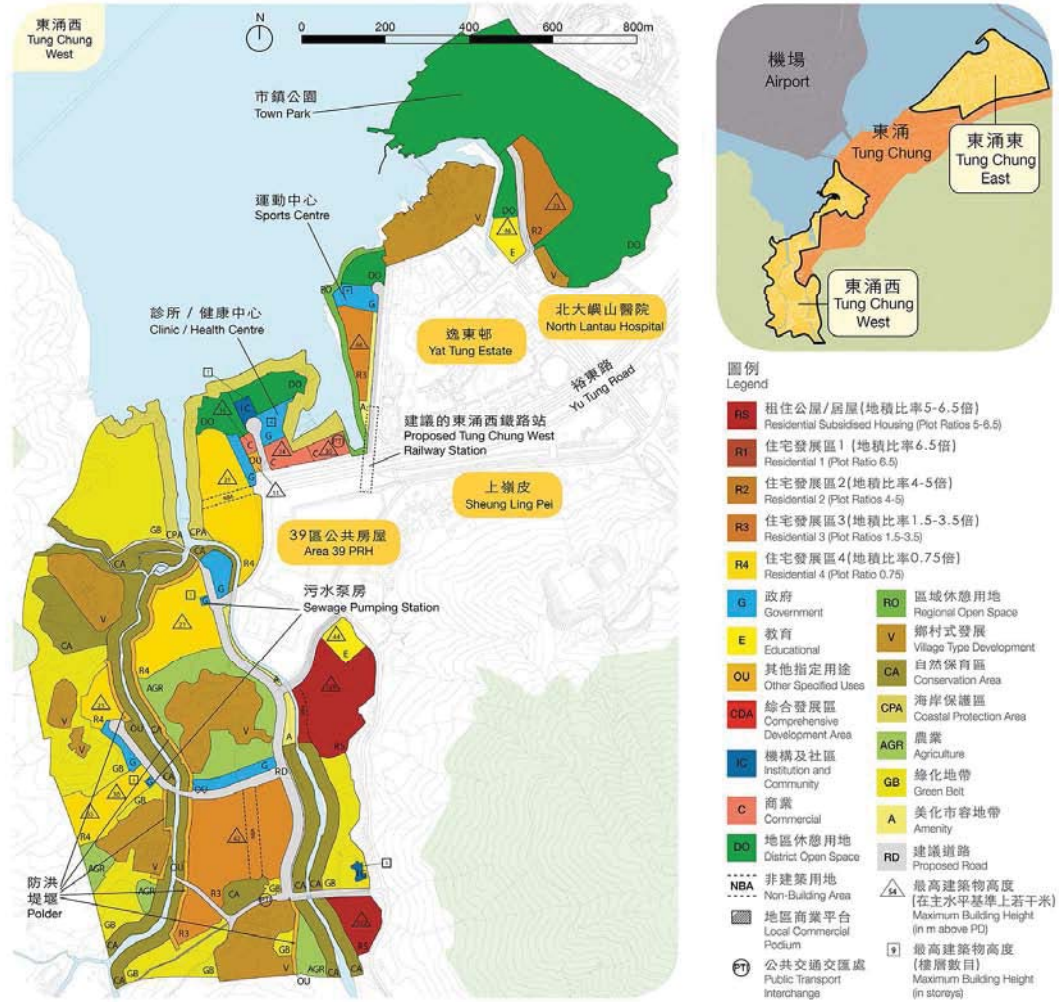 東涌西
Tung Chung
West
N
0 200 400 600 800m
市鎮公園
Town Park
運動中心
Sports Centre
診所 / 健康中心
Clinic / Health Centre
北大嶼山醫院
North Lantau Hospital
逸東邨
Yat Tung Estate
裕東路
Yu Tung Road
建議的東涌西鐵路站
Proposed Tung Chung West
Railway Station
上嶺皮
Sheung Ling Pei
39區公共房屋
Area 39 PRH
污水泵房
Sewage Pumping Station
防洪
堤堰
Polder
機場
Airport
東涌
Tung Chung
東涌東
Tung Chung
East
東涌西
Tung Chung
West
圖例
Legend
RS 租住公屋/居屋(地積比率5-6.5倍)
Residential Subsidised Housing (Plot Ratios 5-6.5)
R1 住宅發展區1 (地積比率6.5倍)
Residential 1 (Plot Ratio 6.5)
R2 住宅發展區2(地積比率4-5倍)
Residential 2 (Plot Ratios 4-5)
R3 住宅發展區3(地積比率1.5-3.5倍)
Residential 3 (Plot Ratios 1.5-3.5)
R4 住宅發展區4(地積比率0.75倍)
Residential 4 (Plot Ratio 0.75)
G 政府
Government
E 教育
Educational
OU 其他指定用途
Other Specified Uses
CDA 綜合發展區
Comprehensive
Development Area
IC 機構及社區
Institution and
Community
C 商業
Commercial
DO 地區休憩用地
District Open Space
NBA 非建築用地
Non-Building Area
地區商業平台
Local Commercial
Podium
PTI 公共交通交匯處
Public Transport
Interchange
RO 區域休憩用地
Regional Open Space
V 鄉村式發展
Village Type Development
CA 自然保育區
Conservation Area
CPA 海岸保護區
Coastal Protection Area
AGR 農業
Agriculture
GB 綠化地帶
Green Belt
A 美化市容地帶
Amenity
RD 建議道路
Proposed Road
54 最高建築物高度
(在主水平基準上若干米)
Maximum Building Height
(in m above PD)
9 最高建築物高度
(樓層數目)
Maximum Building Height
(in storeys)